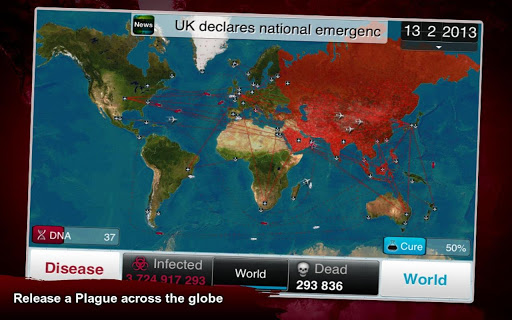 News
UK declares national emergenc
13 2 2013
DNA 37
Cure 50%
Disease
Infected
3 724 917 293
World
Dead
293 836
World
Release a Plague across the globe